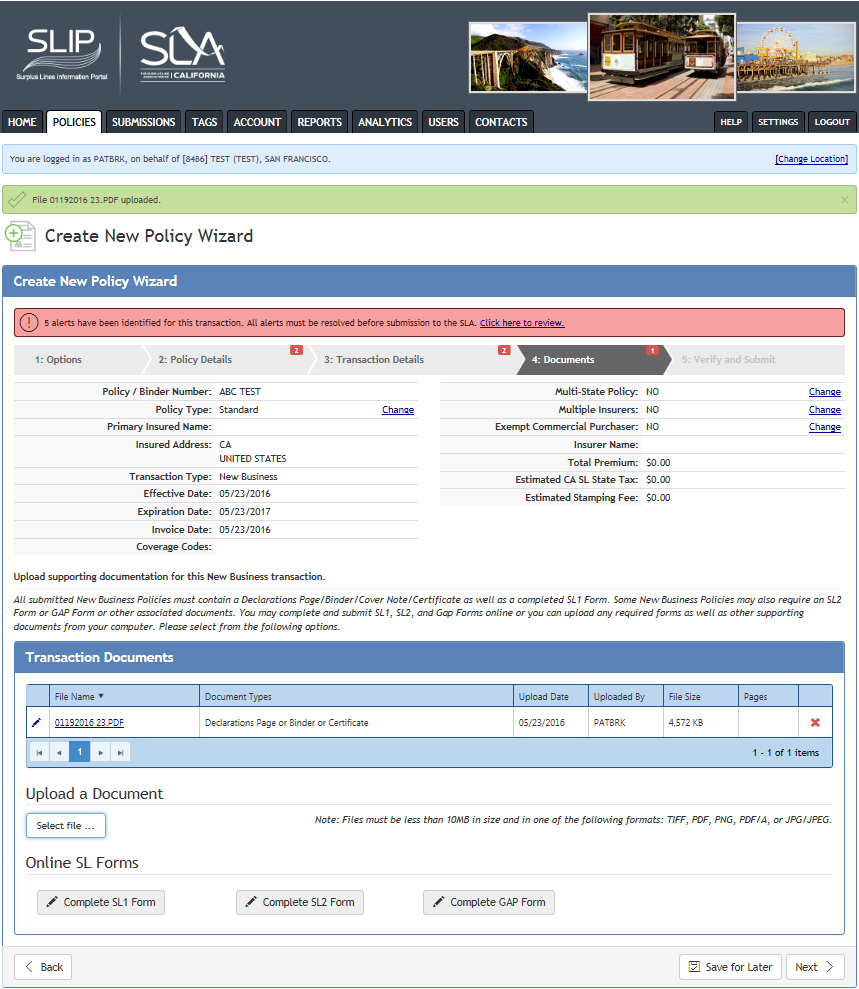 SLIP
Surplus Lines Information Portal
SLA
THE SURPLUS LINE ASSOCIATION OF CALIFORNIA
HOME POLICIES SUBMISSIONS TAGS ACCOUNT REPORTS ANALYTICS USERS CONTACTS HELP SETTINGS LOGOUT
You are logged in as PATBRK, on behalf of [8486] TEST (TEST), SAN FRANCISCO. [Change Location]
File 01192016 23.PDF uploaded. ×
Create New Policy Wizard
Create New Policy Wizard
5 alerts have been identified for this transaction. All alerts must be resolved before submission to the SLA. Click here to review.
1: Options 2: Policy Details 2 3: Transaction Details 2 4: Documents 1 5: Verify and Submit
Policy / Binder Number: ABC TEST
Policy Type: Standard Change
Primary Insured Name:
Insured Address: CA
UNITED STATES
Transaction Type: New Business
Effective Date: 05/23/2016
Expiration Date: 05/23/2017
Invoice Date: 05/23/2016
Coverage Codes:
Multi-State Policy: NO Change
Multiple Insurers: NO Change
Exempt Commercial Purchaser: NO Change
Insurer Name:
Total Premium: $0.00
Estimated CA SL State Tax: $0.00
Estimated Stamping Fee: $0.00
Upload supporting documentation for this New Business transaction.
All submitted New Business Policies must contain a Declarations Page/Binder/Cover Note/Certificate as well as a completed SL1 Form. Some New Business Policies may also require an SL2
Form or GAP Form or other associated documents. You may complete and submit SL1, SL2, and Gap Forms online or you can upload any required forms as well as other supporting
documents from your computer. Please select from the following options.
Transaction Documents
File Name ▼ Document Types Upload Date Uploaded By File Size Pages
01192016 23.PDF Declarations Page or Binder or Certificate 05/23/2016 PATBRK 4,572 KB
1 1 - 1 of 1 items
Upload a Document
Select file ... Note: Files must be less than 10MB in size and in one of the following formats: TIFF, PDF, PNG, PDF/A, or JPG/JPEG.
Online SL Forms
Complete SL1 Form Complete SL2 Form Complete GAP Form
Back Save for Later Next